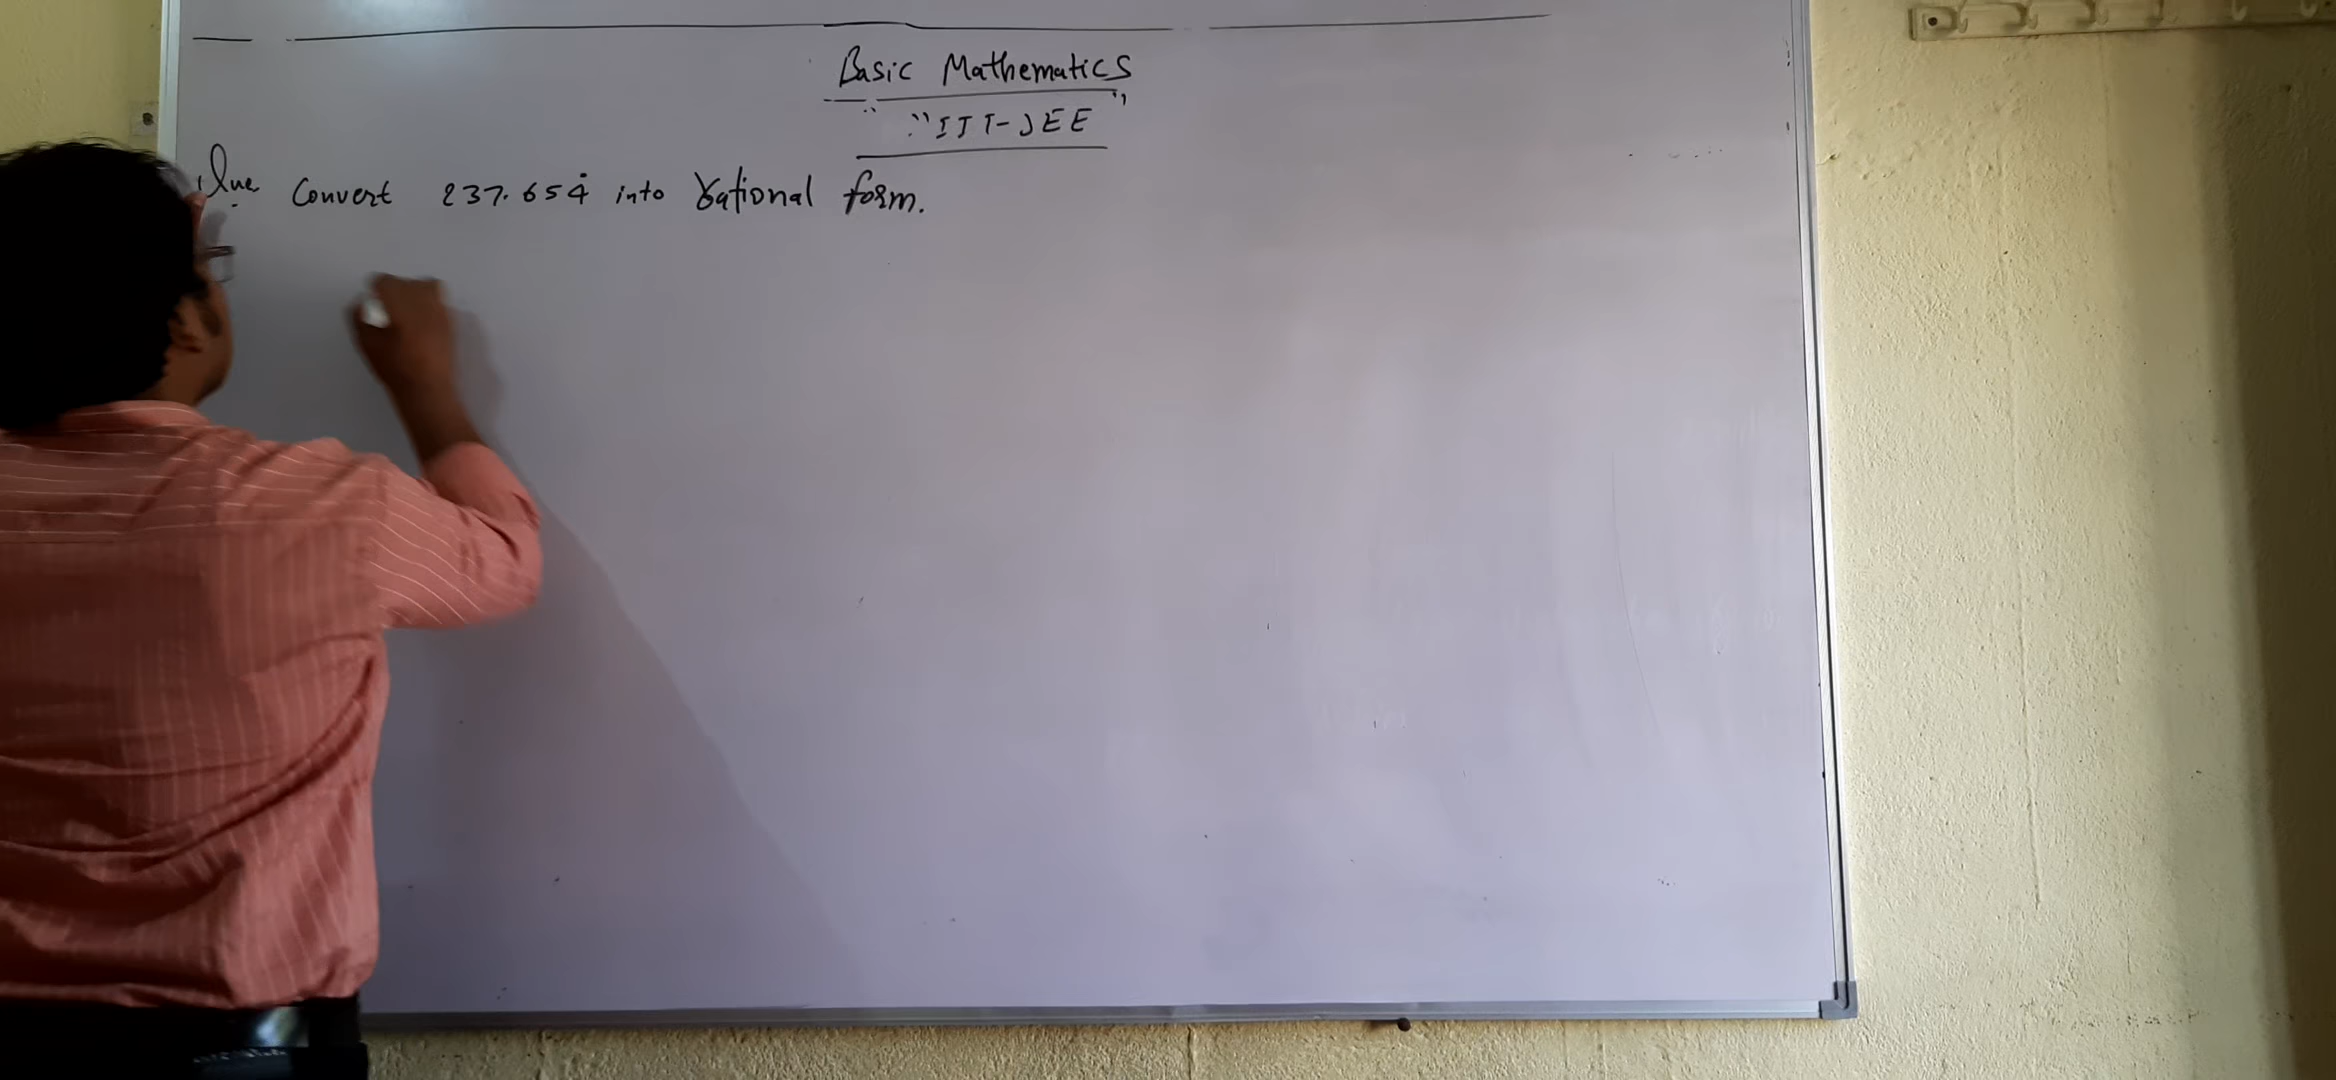 Basic Mathematics
"IIT-JEE"
Que. Convert 237.654̇ into rational form.